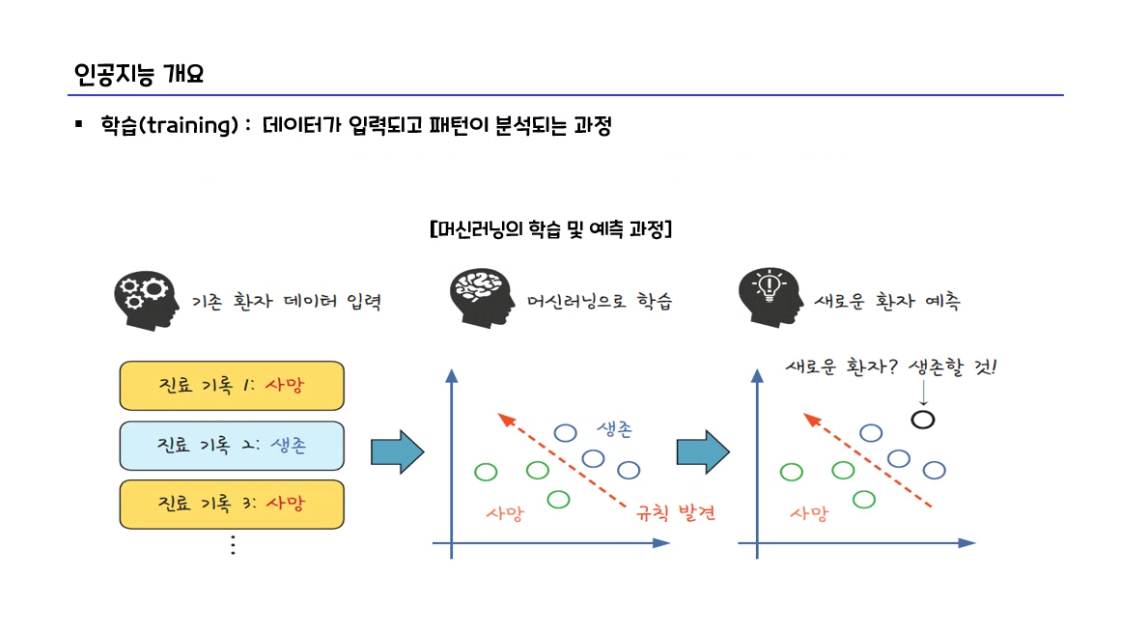 인공지능 개요
▪ 학습(training) : 데이터가 입력되고 패턴이 분석되는 과정
[머신러닝의 학습 및 예측 과정]
기존 환자 데이터 입력
진료 기록 1: 사망
진료 기록 2: 생존
진료 기록 3: 사망
⋮
머신러닝으로 학습
생존
사망
규칙 발견
새로운 환자 예측
새로운 환자? 생존할 것!
사망